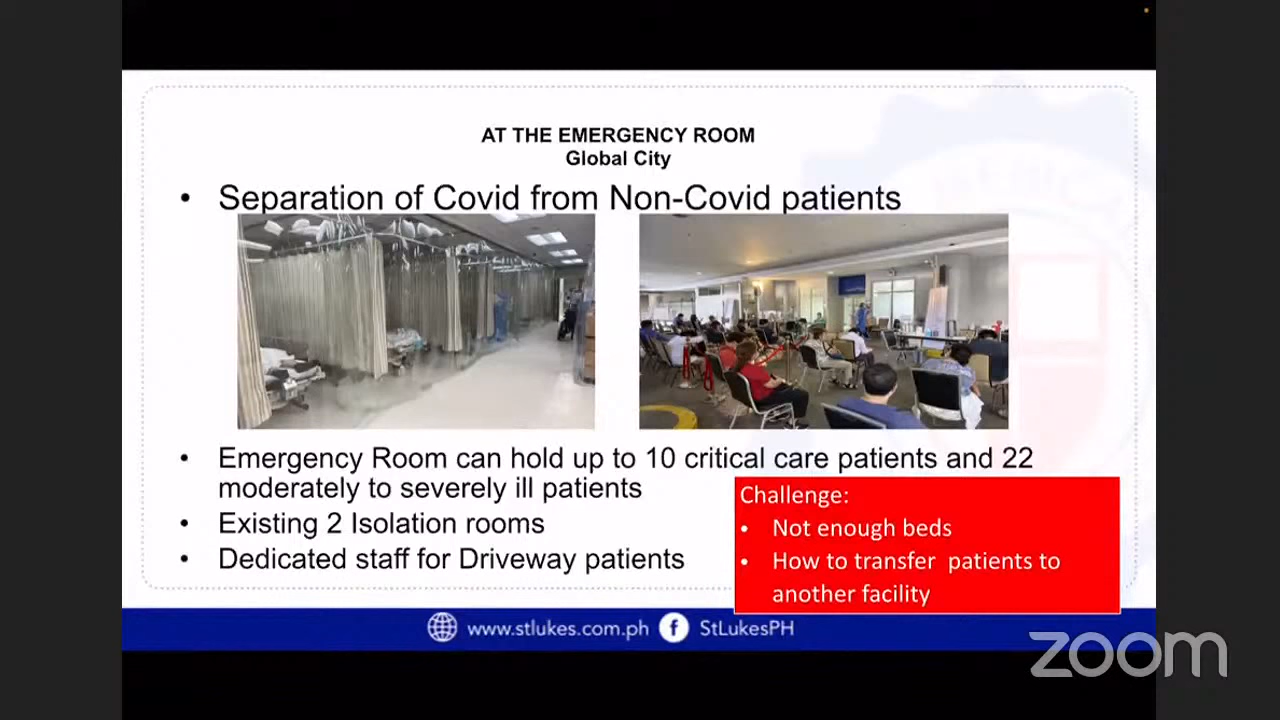 AT THE EMERGENCY ROOM
Global City
• Separation of Covid from Non-Covid patients
• Emergency Room can hold up to 10 critical care patients and 22
moderately to severely ill patients
• Existing 2 Isolation rooms
• Dedicated staff for Driveway patients
Challenge:
• Not enough beds
• How to transfer patients to
another facility
www.stlukes.com.ph f StLukesPH
zoom